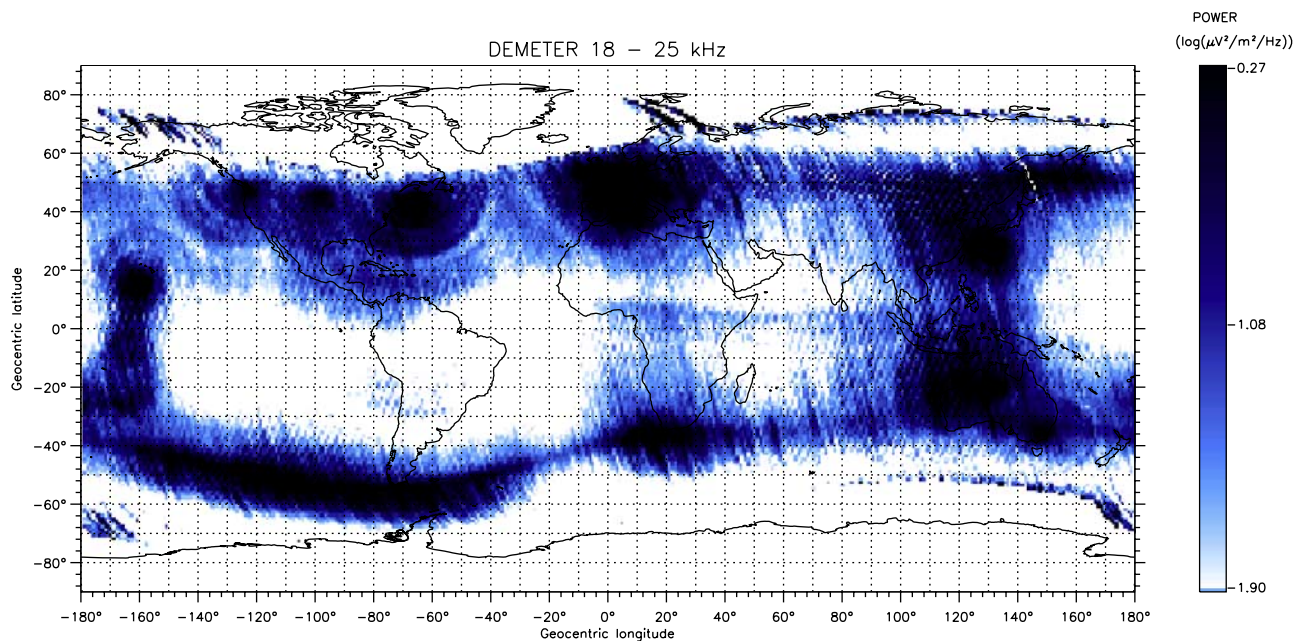 POWER
(log(μV²/m²/Hz))
DEMETER 18 – 25 kHz
−0.27
80°
60°
40°
20°
0°
−20°
−40°
−60°
−80°
Geocentric latitude
−1.08
−1.90
−180° −160° −140° −120° −100° −80° −60° −40° −20° 0° 20° 40° 60° 80° 100° 120° 140° 160° 180°
Geocentric longitude